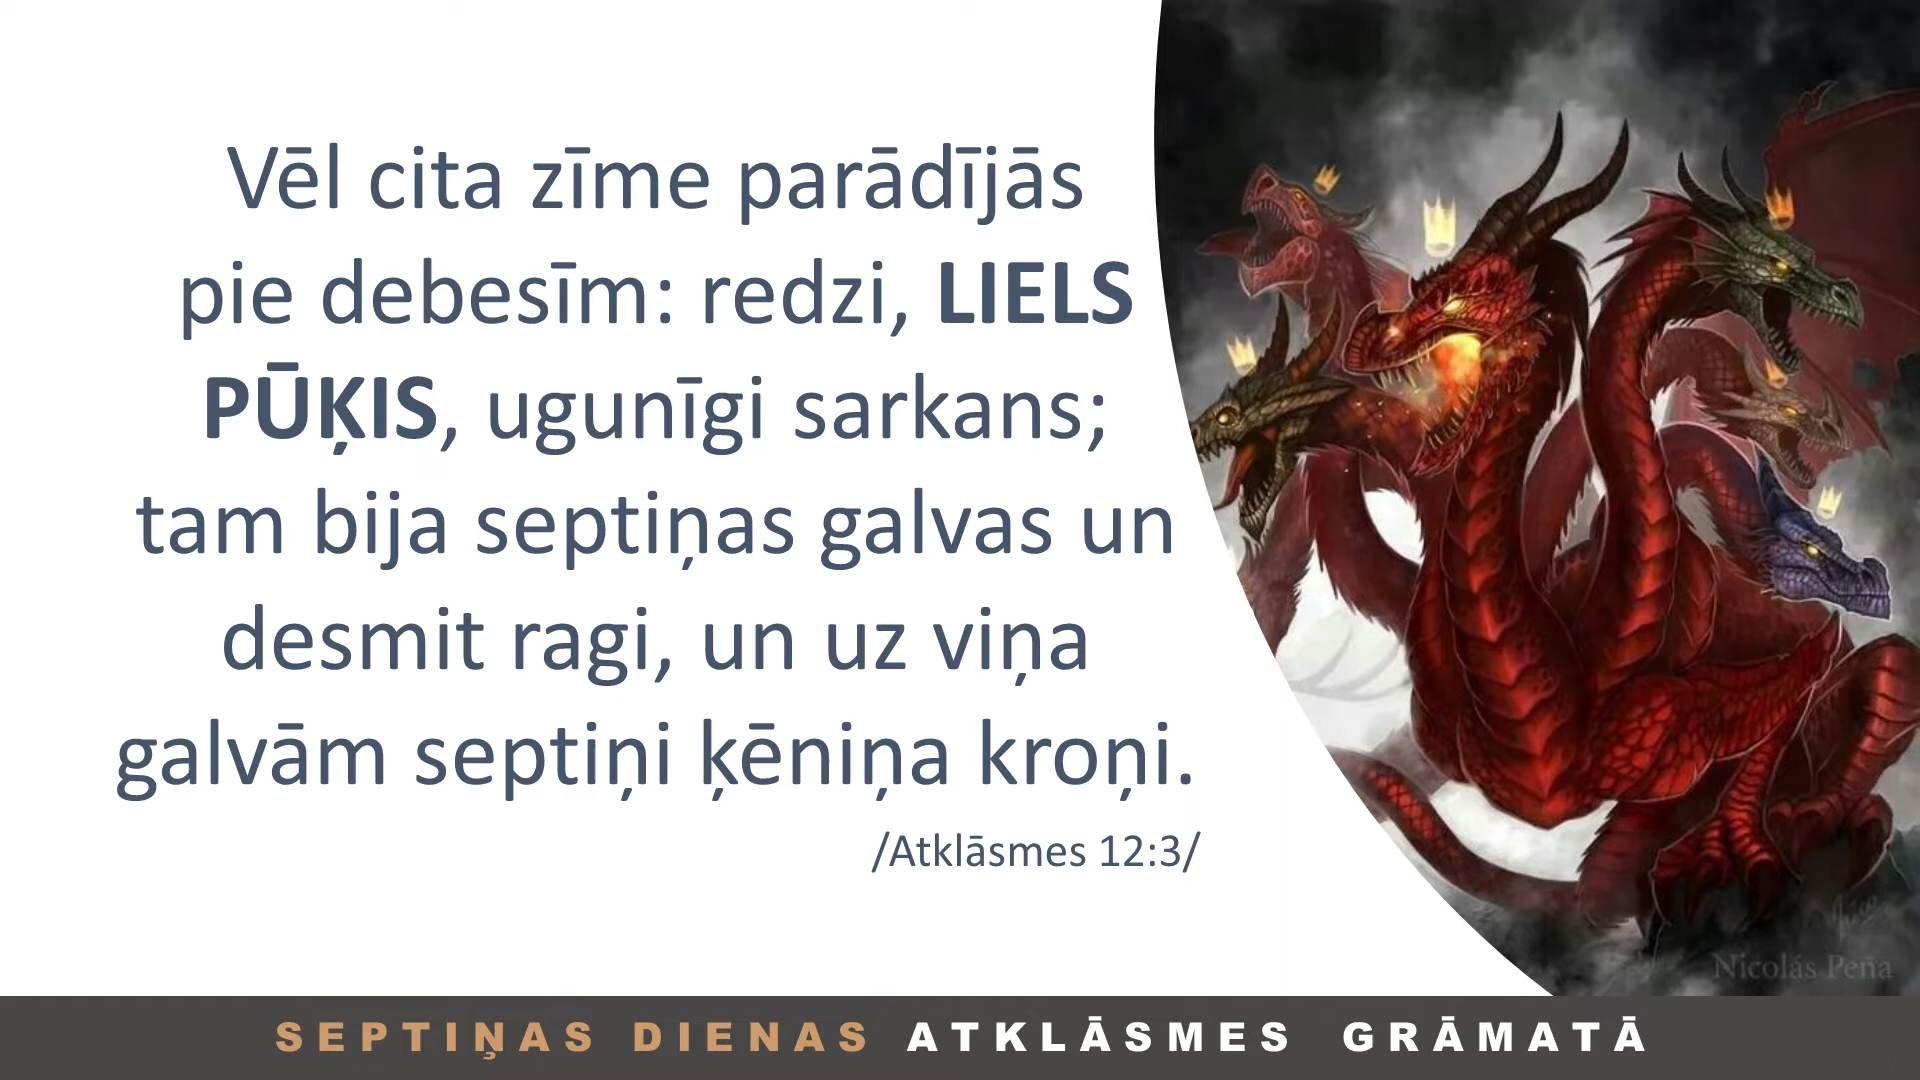 Vēl cita zīme parādījās
pie debesīm: redzi, LIELS
PŪĶIS, ugunīgi sarkans;
tam bija septiņas galvas un
desmit ragi, un uz viņa
galvām septiņi ķēniņa kroņi.
/Atklāsmes 12:3/
Nicolás Peña
SEPTIŅAS DIENAS ATKLĀSMES GRĀMATĀ